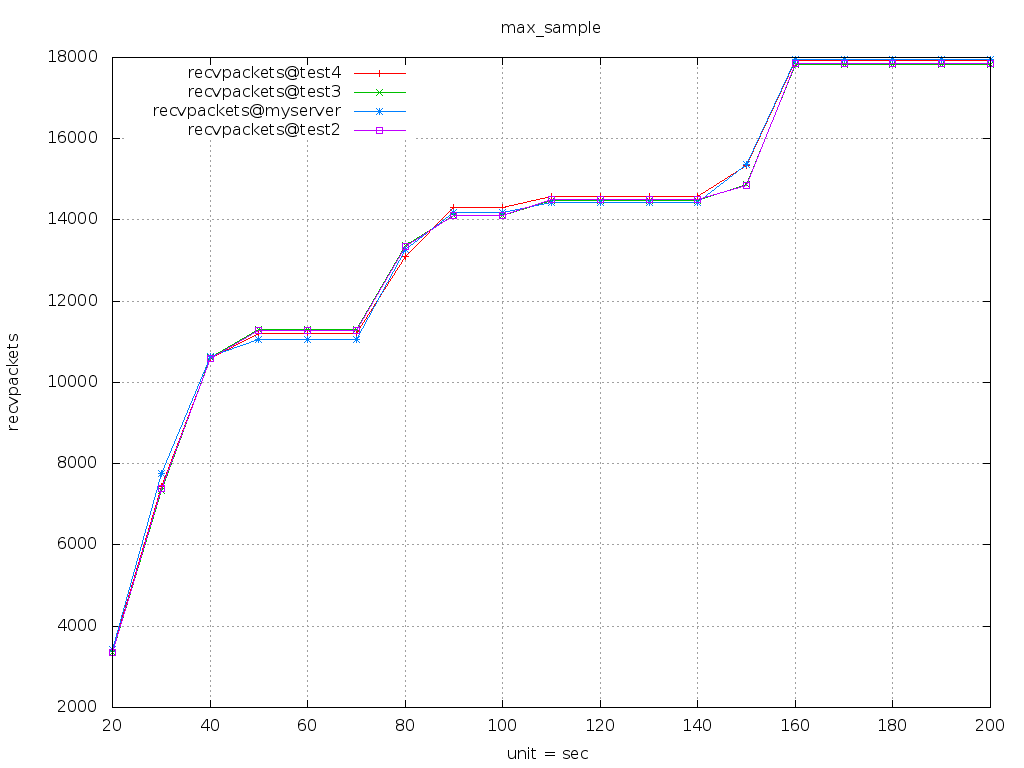 max_sample
18000
16000
14000
12000
10000
8000
6000
4000
2000
recvpackets@test4
recvpackets@test3
recvpackets@myserver
recvpackets@test2
recvpackets
20 40 60 80 100 120 140 160 180 200
unit = sec